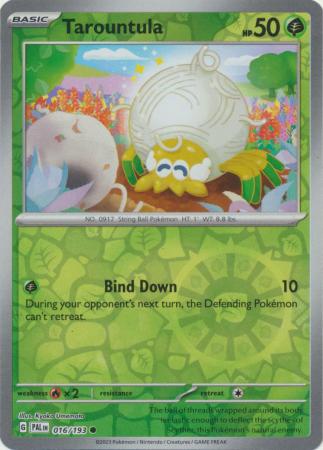 BASIC
Tarountula
HP 50
NO. 0917 String Ball Pokémon HT: 1' WT: 8.8 lbs.
Bind Down 10
During your opponent's next turn, the Defending Pokémon
can't retreat.
weakness ×2 resistance retreat
Illus. Kyoko Umemoto
G PAL EN 016/193
The ball of threads wrapped around its body
is elastic enough to deflect the scythes of
Scyther, this Pokémon's natural enemy.
©2023 Pokémon / Nintendo / Creatures / GAME FREAK